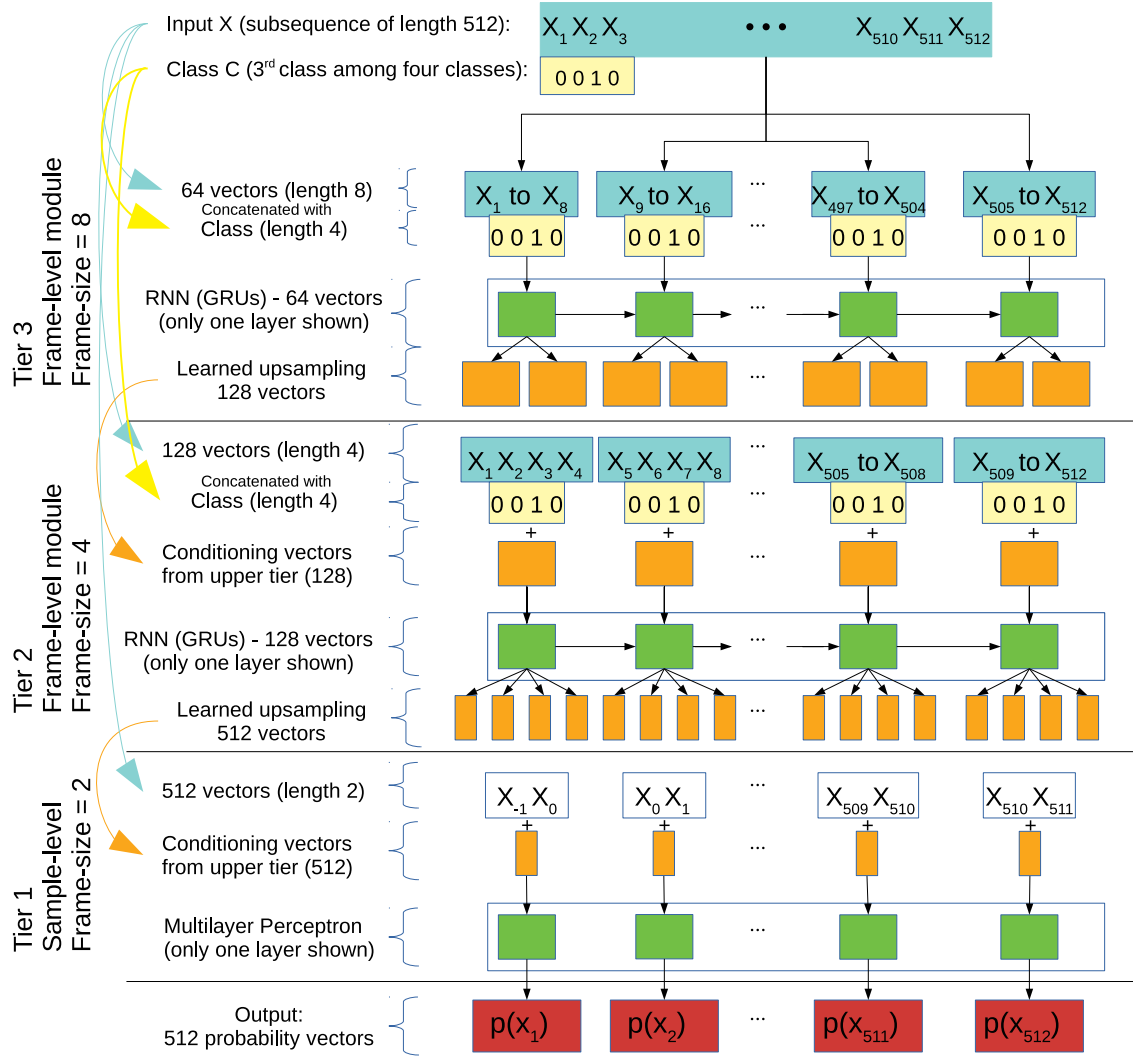 Input X (subsequence of length 512): X1 X2 X3 ••• X510 X511 X512
Class C (3rd class among four classes): 0 0 1 0
Tier 3
Frame-level module
Frame-size = 8
64 vectors (length 8) X1 to X8 X9 to X16 ... X497 to X504 X505 to X512
Concatenated with
Class (length 4) 0 0 1 0 0 0 1 0 ... 0 0 1 0 0 0 1 0
RNN (GRUs) - 64 vectors ...
(only one layer shown)
Learned upsampling ...
128 vectors
Tier 2
Frame-level module
Frame-size = 4
128 vectors (length 4) X1 X2 X3 X4 X5 X6 X7 X8 ... X505 to X508 X509 to X512
Concatenated with
Class (length 4) 0 0 1 0 0 0 1 0 ... 0 0 1 0 0 0 1 0
+ + + +
Conditioning vectors ...
from upper tier (128)
RNN (GRUs) - 128 vectors ...
(only one layer shown)
Learned upsampling ...
512 vectors
Tier 1
Sample-level
Frame-size = 2
512 vectors (length 2) X-1 X0 X0 X1 ... X509 X510 X510 X511
+ + + +
Conditioning vectors ...
from upper tier (512)
Multilayer Perceptron ...
(only one layer shown)
Output: p(x1) p(x2) ... p(x511) p(x512)
512 probability vectors